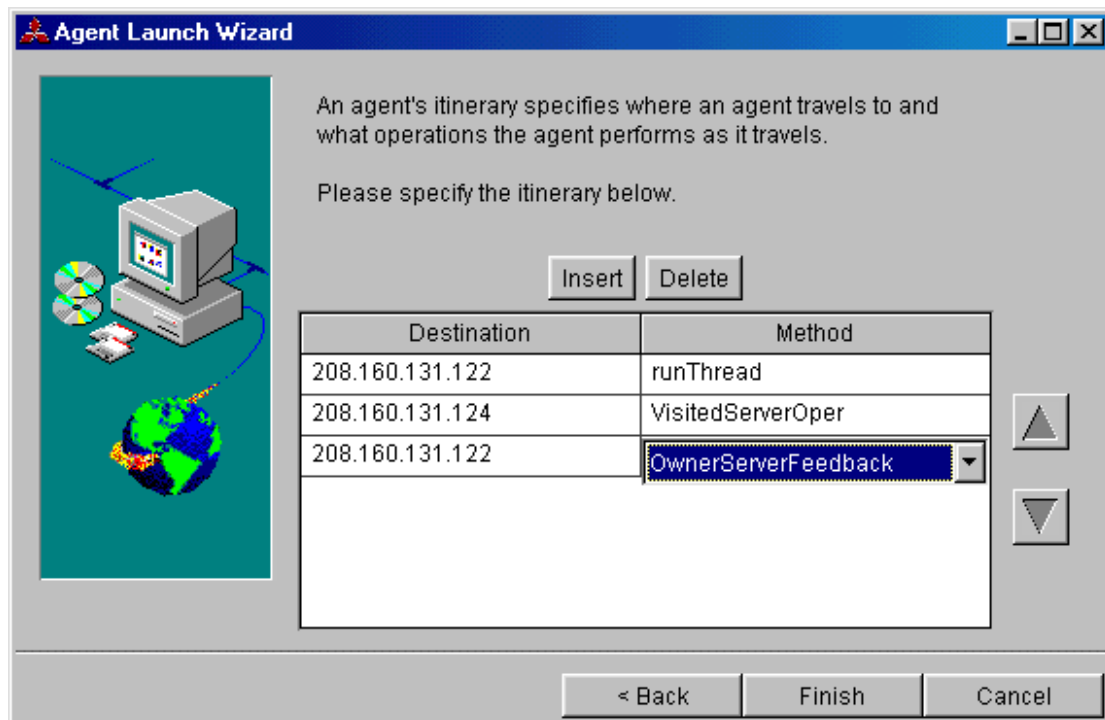 Agent Launch Wizard
An agent's itinerary specifies where an agent travels to and
what operations the agent performs as it travels.
Please specify the itinerary below.
Insert Delete
Destination Method
208.160.131.122 runThread
208.160.131.124 VisitedServerOper
208.160.131.122 OwnerServerFeedback
< Back Finish Cancel